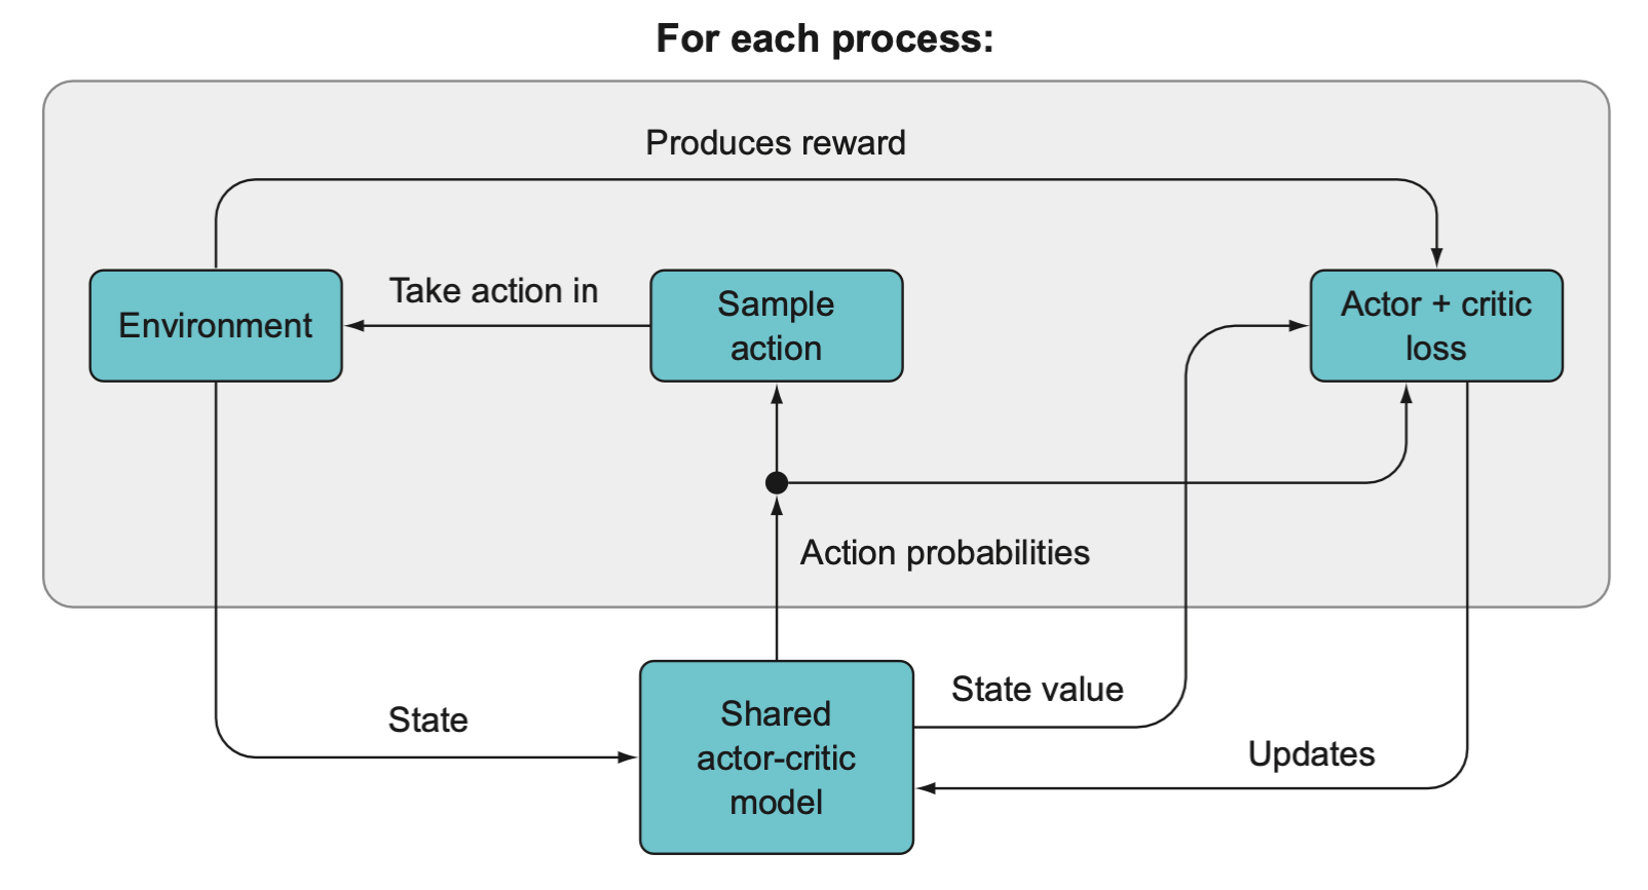 For each process:
Produces reward
Take action in
Environment
Sample
action
Actor + critic
loss
Action probabilities
State
Shared
actor-critic
model
State value
Updates